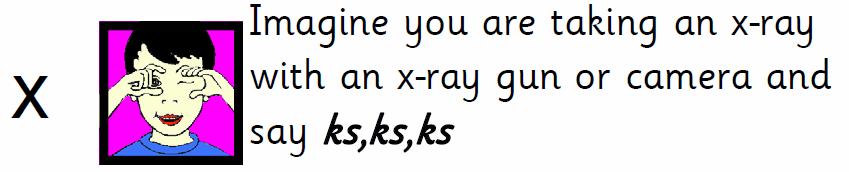 x
Imagine you are taking an x-ray
with an x-ray gun or camera and
say ks,ks,ks